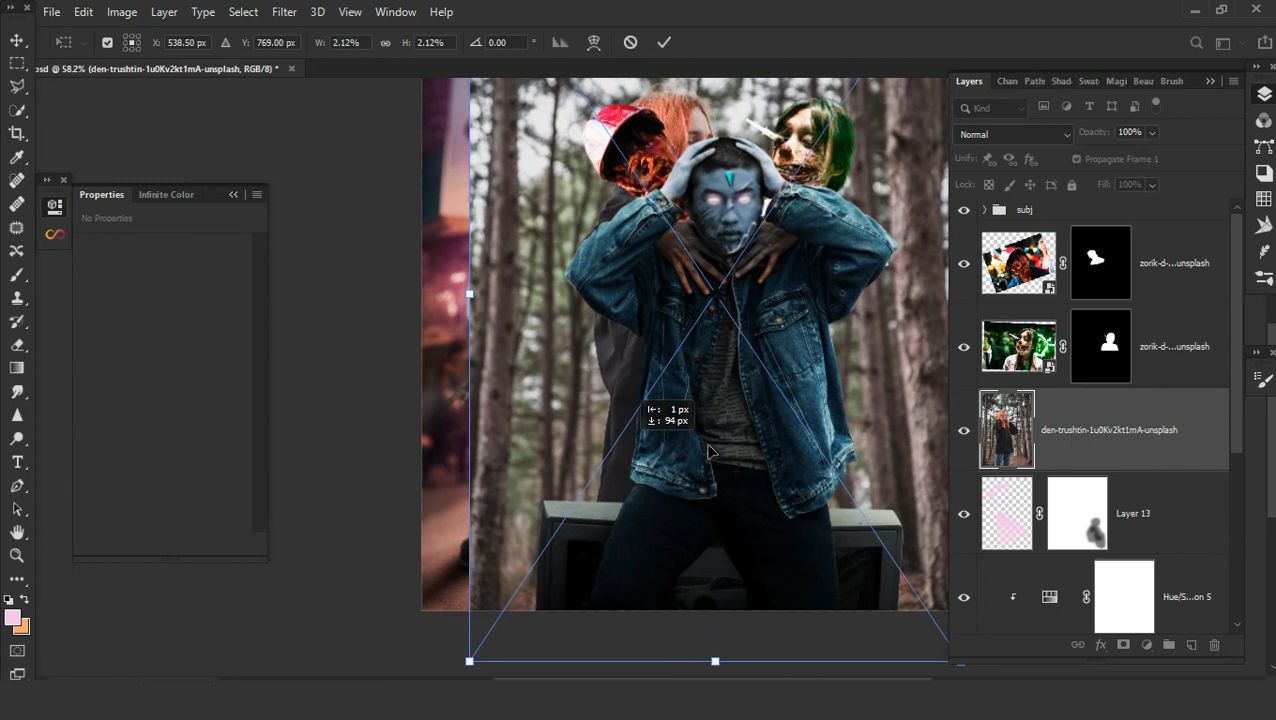 File Edit Image Layer Type Select Filter 3D View Window Help
X: 538.50 px Y: 769.00 px W: 2.12% H: 2.12% 0.00 °
psd @ 58.2% (den-trushtin-1u0Kv2kt1mA-unsplash, RGB/8) *
Layers Chan Paths Shad Swat Magi Beau Brush
Kind
Normal Opacity: 100%
Unify: Propagate Frame 1
Lock: Fill: 100%
Properties Infinite Color
No Properties
subj
zorik-d-...unsplash
zorik-d-...unsplash
1 px
94 px
den-trushtin-1u0Kv2kt1mA-unsplash
Layer 13
Hue/S...on 5